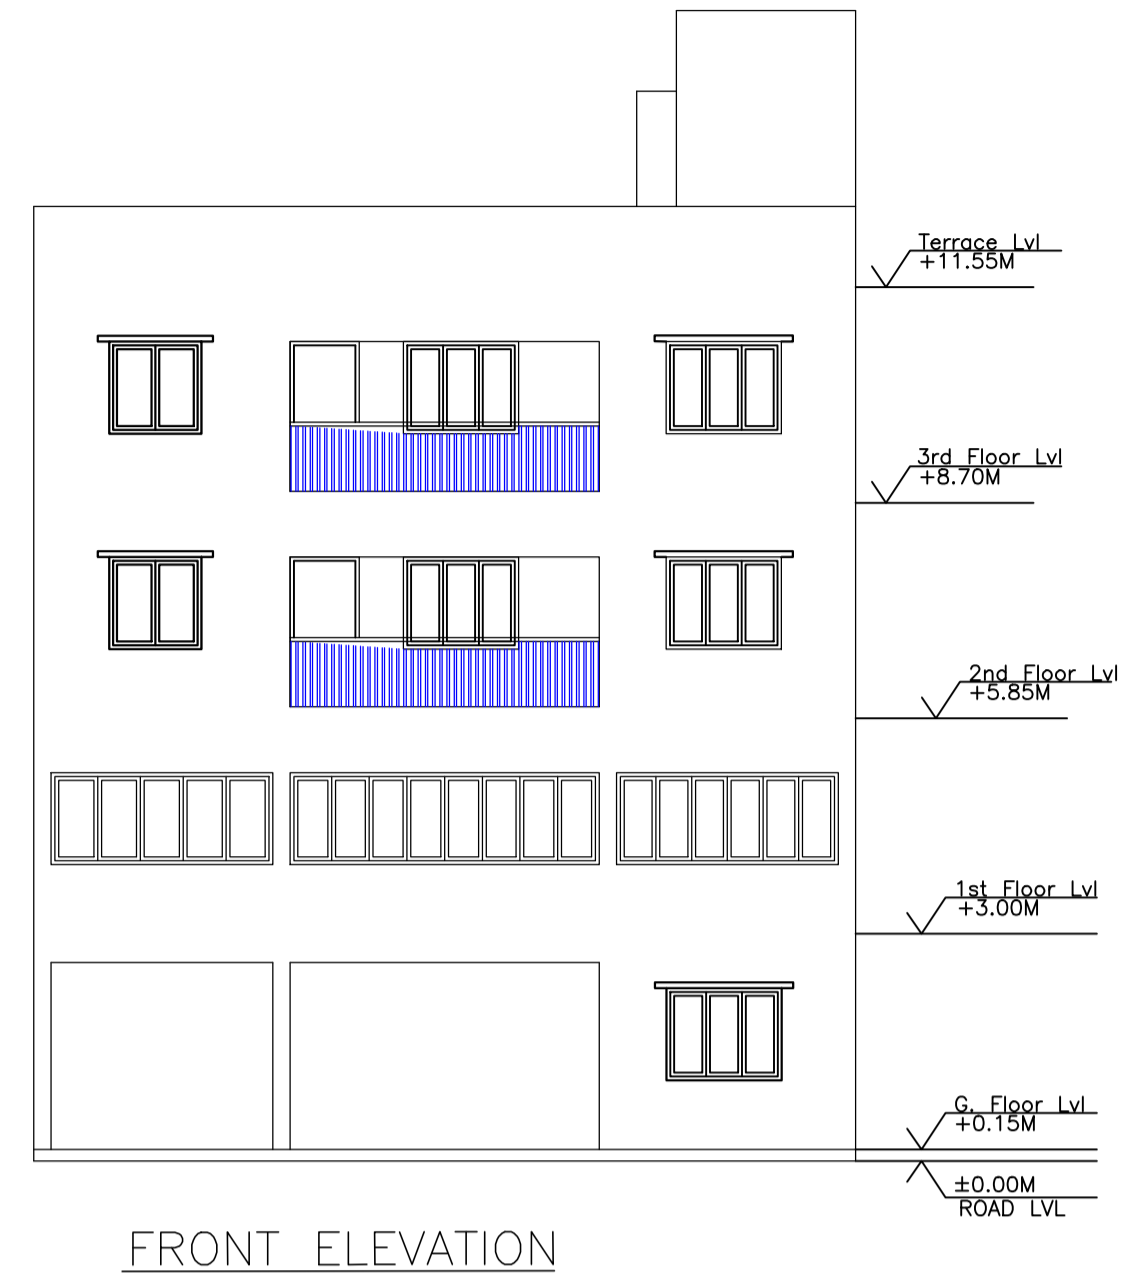 Terrace Lvl
+11.55M
3rd Floor Lvl
+8.70M
2nd Floor Lvl
+5.85M
1st Floor Lvl
+3.00M
G. Floor Lvl
+0.15M
±0.00M
ROAD LVL
FRONT ELEVATION